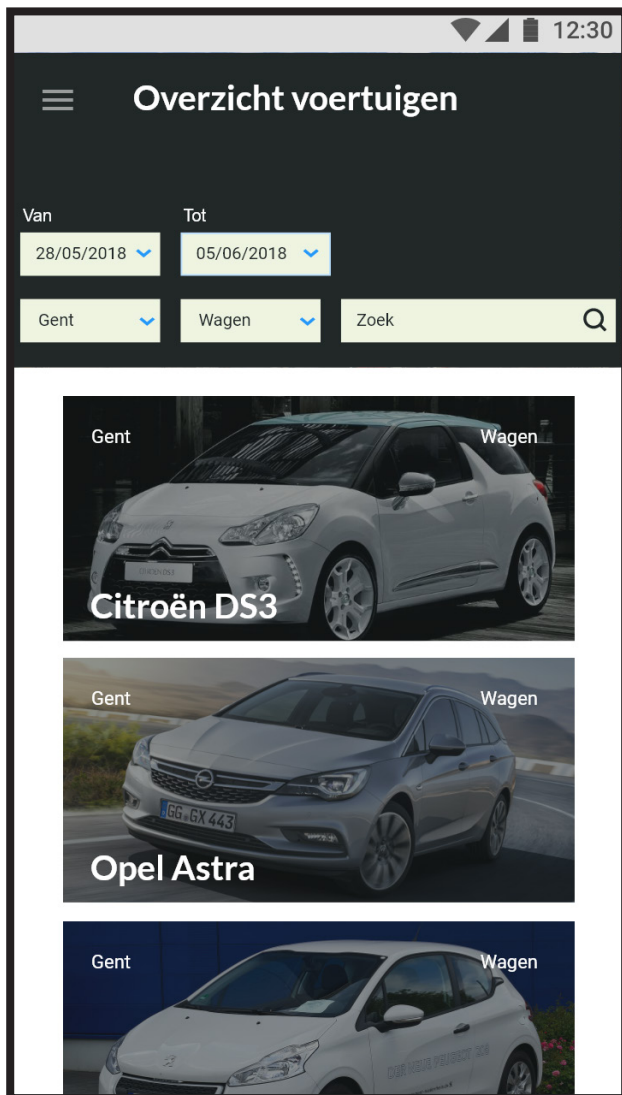 12:30
Overzicht voertuigen
Van Tot
28/05/2018 05/06/2018
Gent Wagen Zoek
Gent Wagen
Citroën DS3
Gent Wagen
GG GX 443
Opel Astra
Gent Wagen